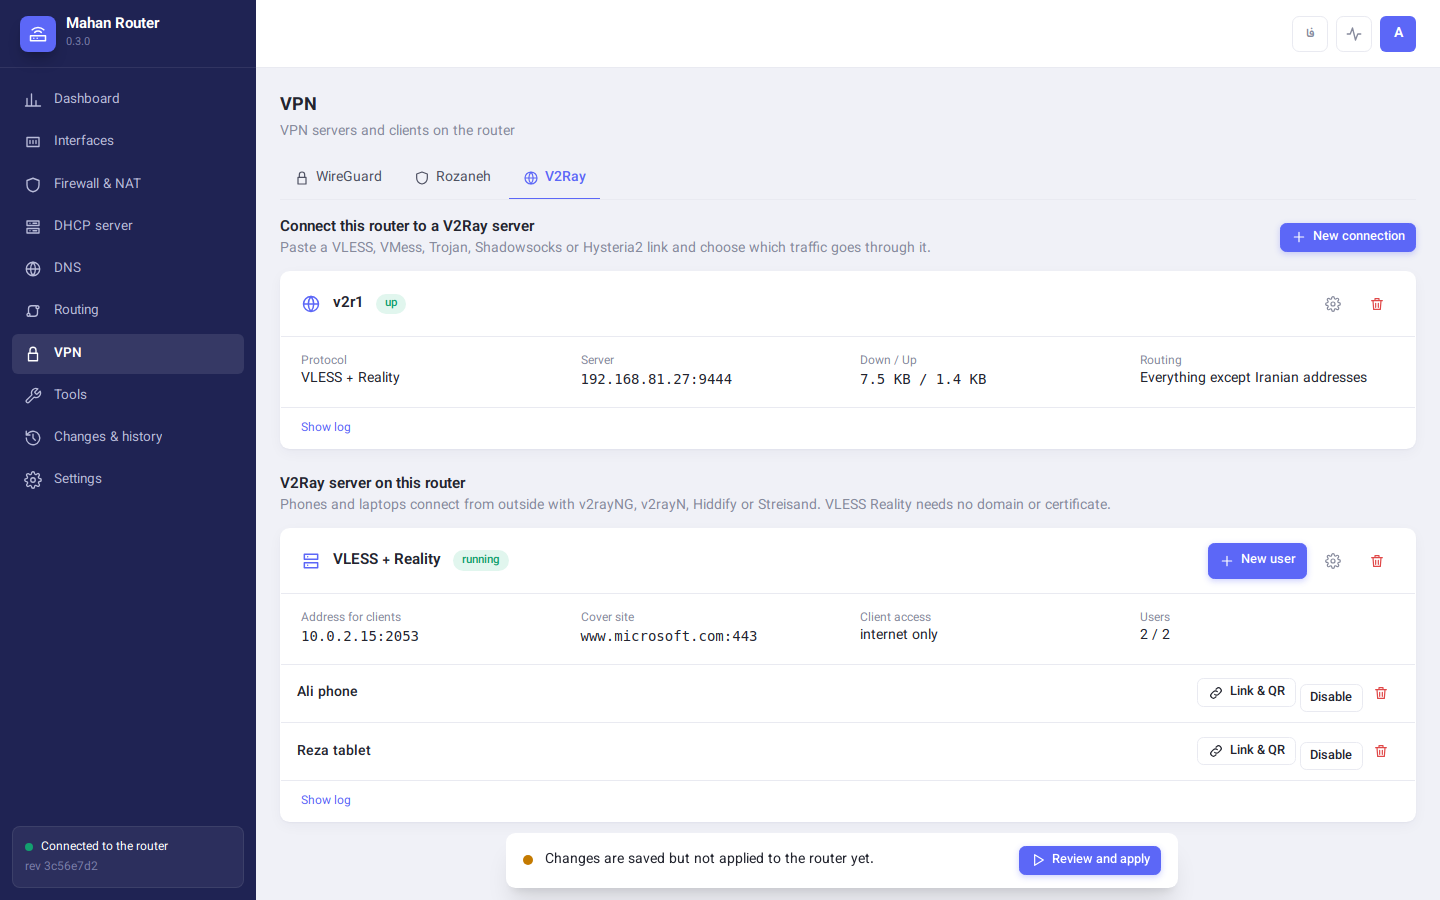 Mahan Router
0.3.0
فا
A
Dashboard
Interfaces
Firewall & NAT
DHCP server
DNS
Routing
VPN
Tools
Changes & history
Settings
Connected to the router
rev 3c56e7d2
VPN
VPN servers and clients on the router
WireGuard Rozaneh V2Ray
Connect this router to a V2Ray server
Paste a VLESS, VMess, Trojan, Shadowsocks or Hysteria2 link and choose which traffic goes through it.
New connection
v2r1 up
Protocol Server Down / Up Routing
VLESS + Reality 192.168.81.27:9444 7.5 KB / 1.4 KB Everything except Iranian addresses
Show log
V2Ray server on this router
Phones and laptops connect from outside with v2rayNG, v2rayN, Hiddify or Streisand. VLESS Reality needs no domain or certificate.
VLESS + Reality running New user
Address for clients Cover site Client access Users
10.0.2.15:2053 www.microsoft.com:443 internet only 2 / 2
Ali phone Link & QR Disable
Reza tablet Link & QR Disable
Show log
Changes are saved but not applied to the router yet. Review and apply